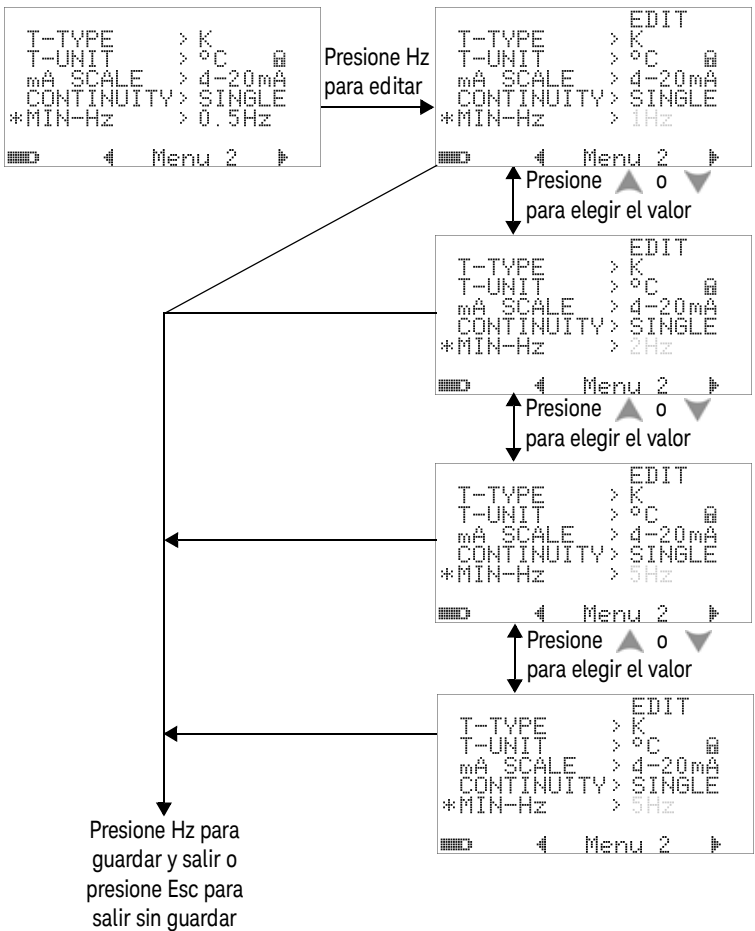 T-TYPE > K
T-UNIT > °C
mA SCALE > 4-20mA
CONTINUITY> SINGLE
*MIN-Hz > 0.5Hz
Menu 2
Presione Hz
para editar
EDIT
T-TYPE > K
T-UNIT > °C
mA SCALE > 4-20mA
CONTINUITY> SINGLE
*MIN-Hz > 1Hz
Menu 2
Presione o
para elegir el valor
EDIT
T-TYPE > K
T-UNIT > °C
mA SCALE > 4-20mA
CONTINUITY> SINGLE
*MIN-Hz > 2Hz
Menu 2
Presione o
para elegir el valor
EDIT
T-TYPE > K
T-UNIT > °C
mA SCALE > 4-20mA
CONTINUITY> SINGLE
*MIN-Hz > 5Hz
Menu 2
Presione o
para elegir el valor
EDIT
T-TYPE > K
T-UNIT > °C
mA SCALE > 4-20mA
CONTINUITY> SINGLE
*MIN-Hz > 5Hz
Menu 2
Presione Hz para
guardar y salir o
presione Esc para
salir sin guardar